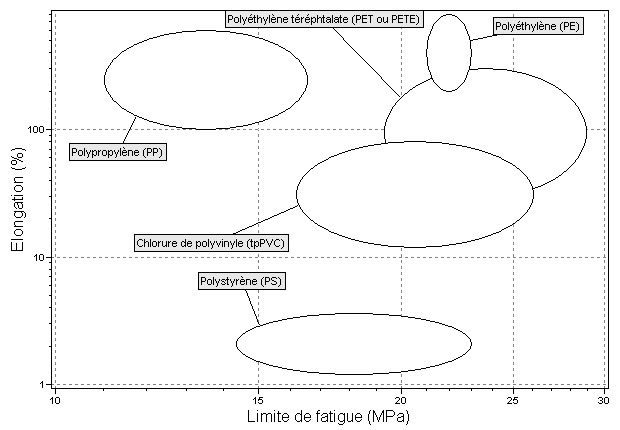 Polyéthylène téréphtalate (PET ou PETE)
Polyéthylène (PE)
100
Polypropylène (PP)
Elongation (%)
Chlorure de polyvinyle (tpPVC)
10
Polystyrène (PS)
1
10 15 20 25 30
Limite de fatigue (MPa)